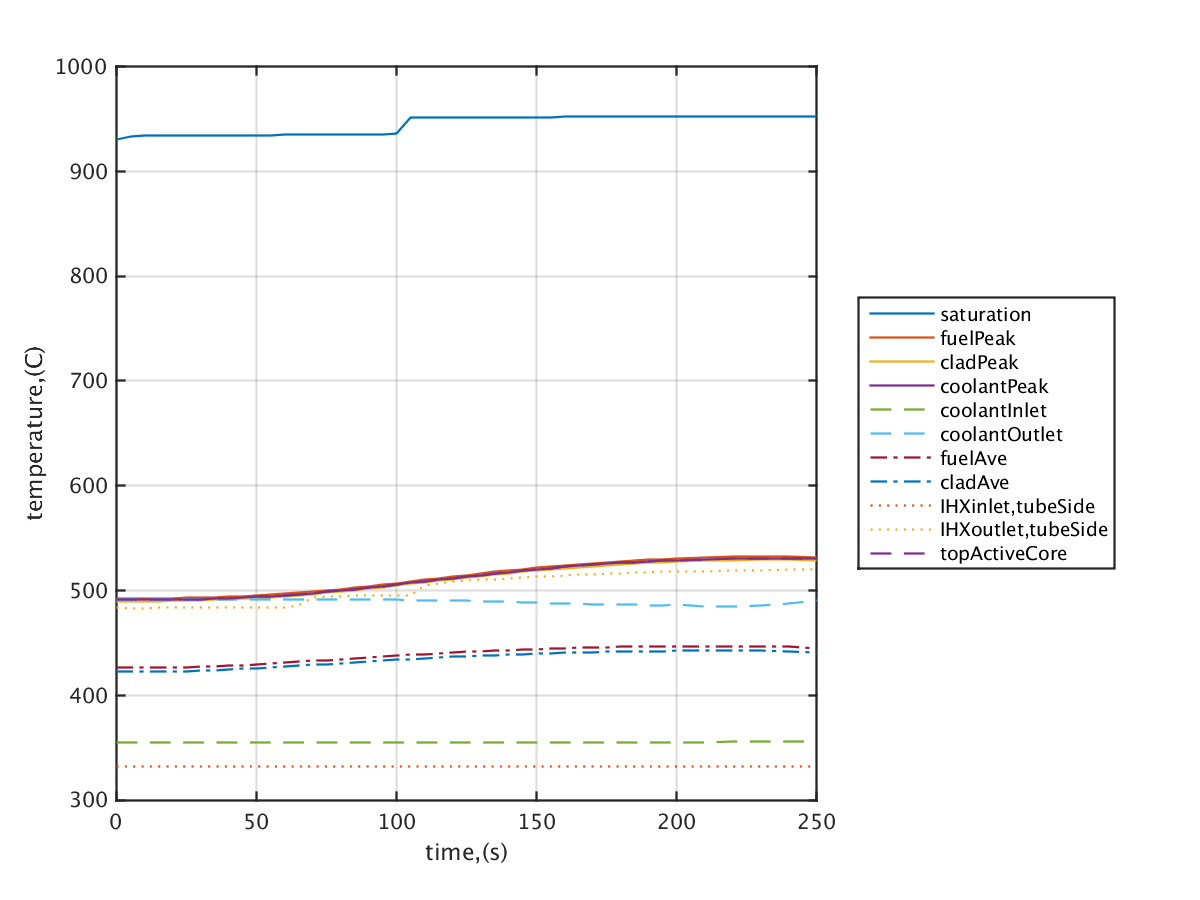 1000
900
800
700
600
500
400
300
0 50 100 150 200 250
time,(s)
temperature,(C)
saturation
fuelPeak
cladPeak
coolantPeak
coolantInlet
coolantOutlet
fuelAve
cladAve
IHXinlet,tubeSide
IHXoutlet,tubeSide
topActiveCore